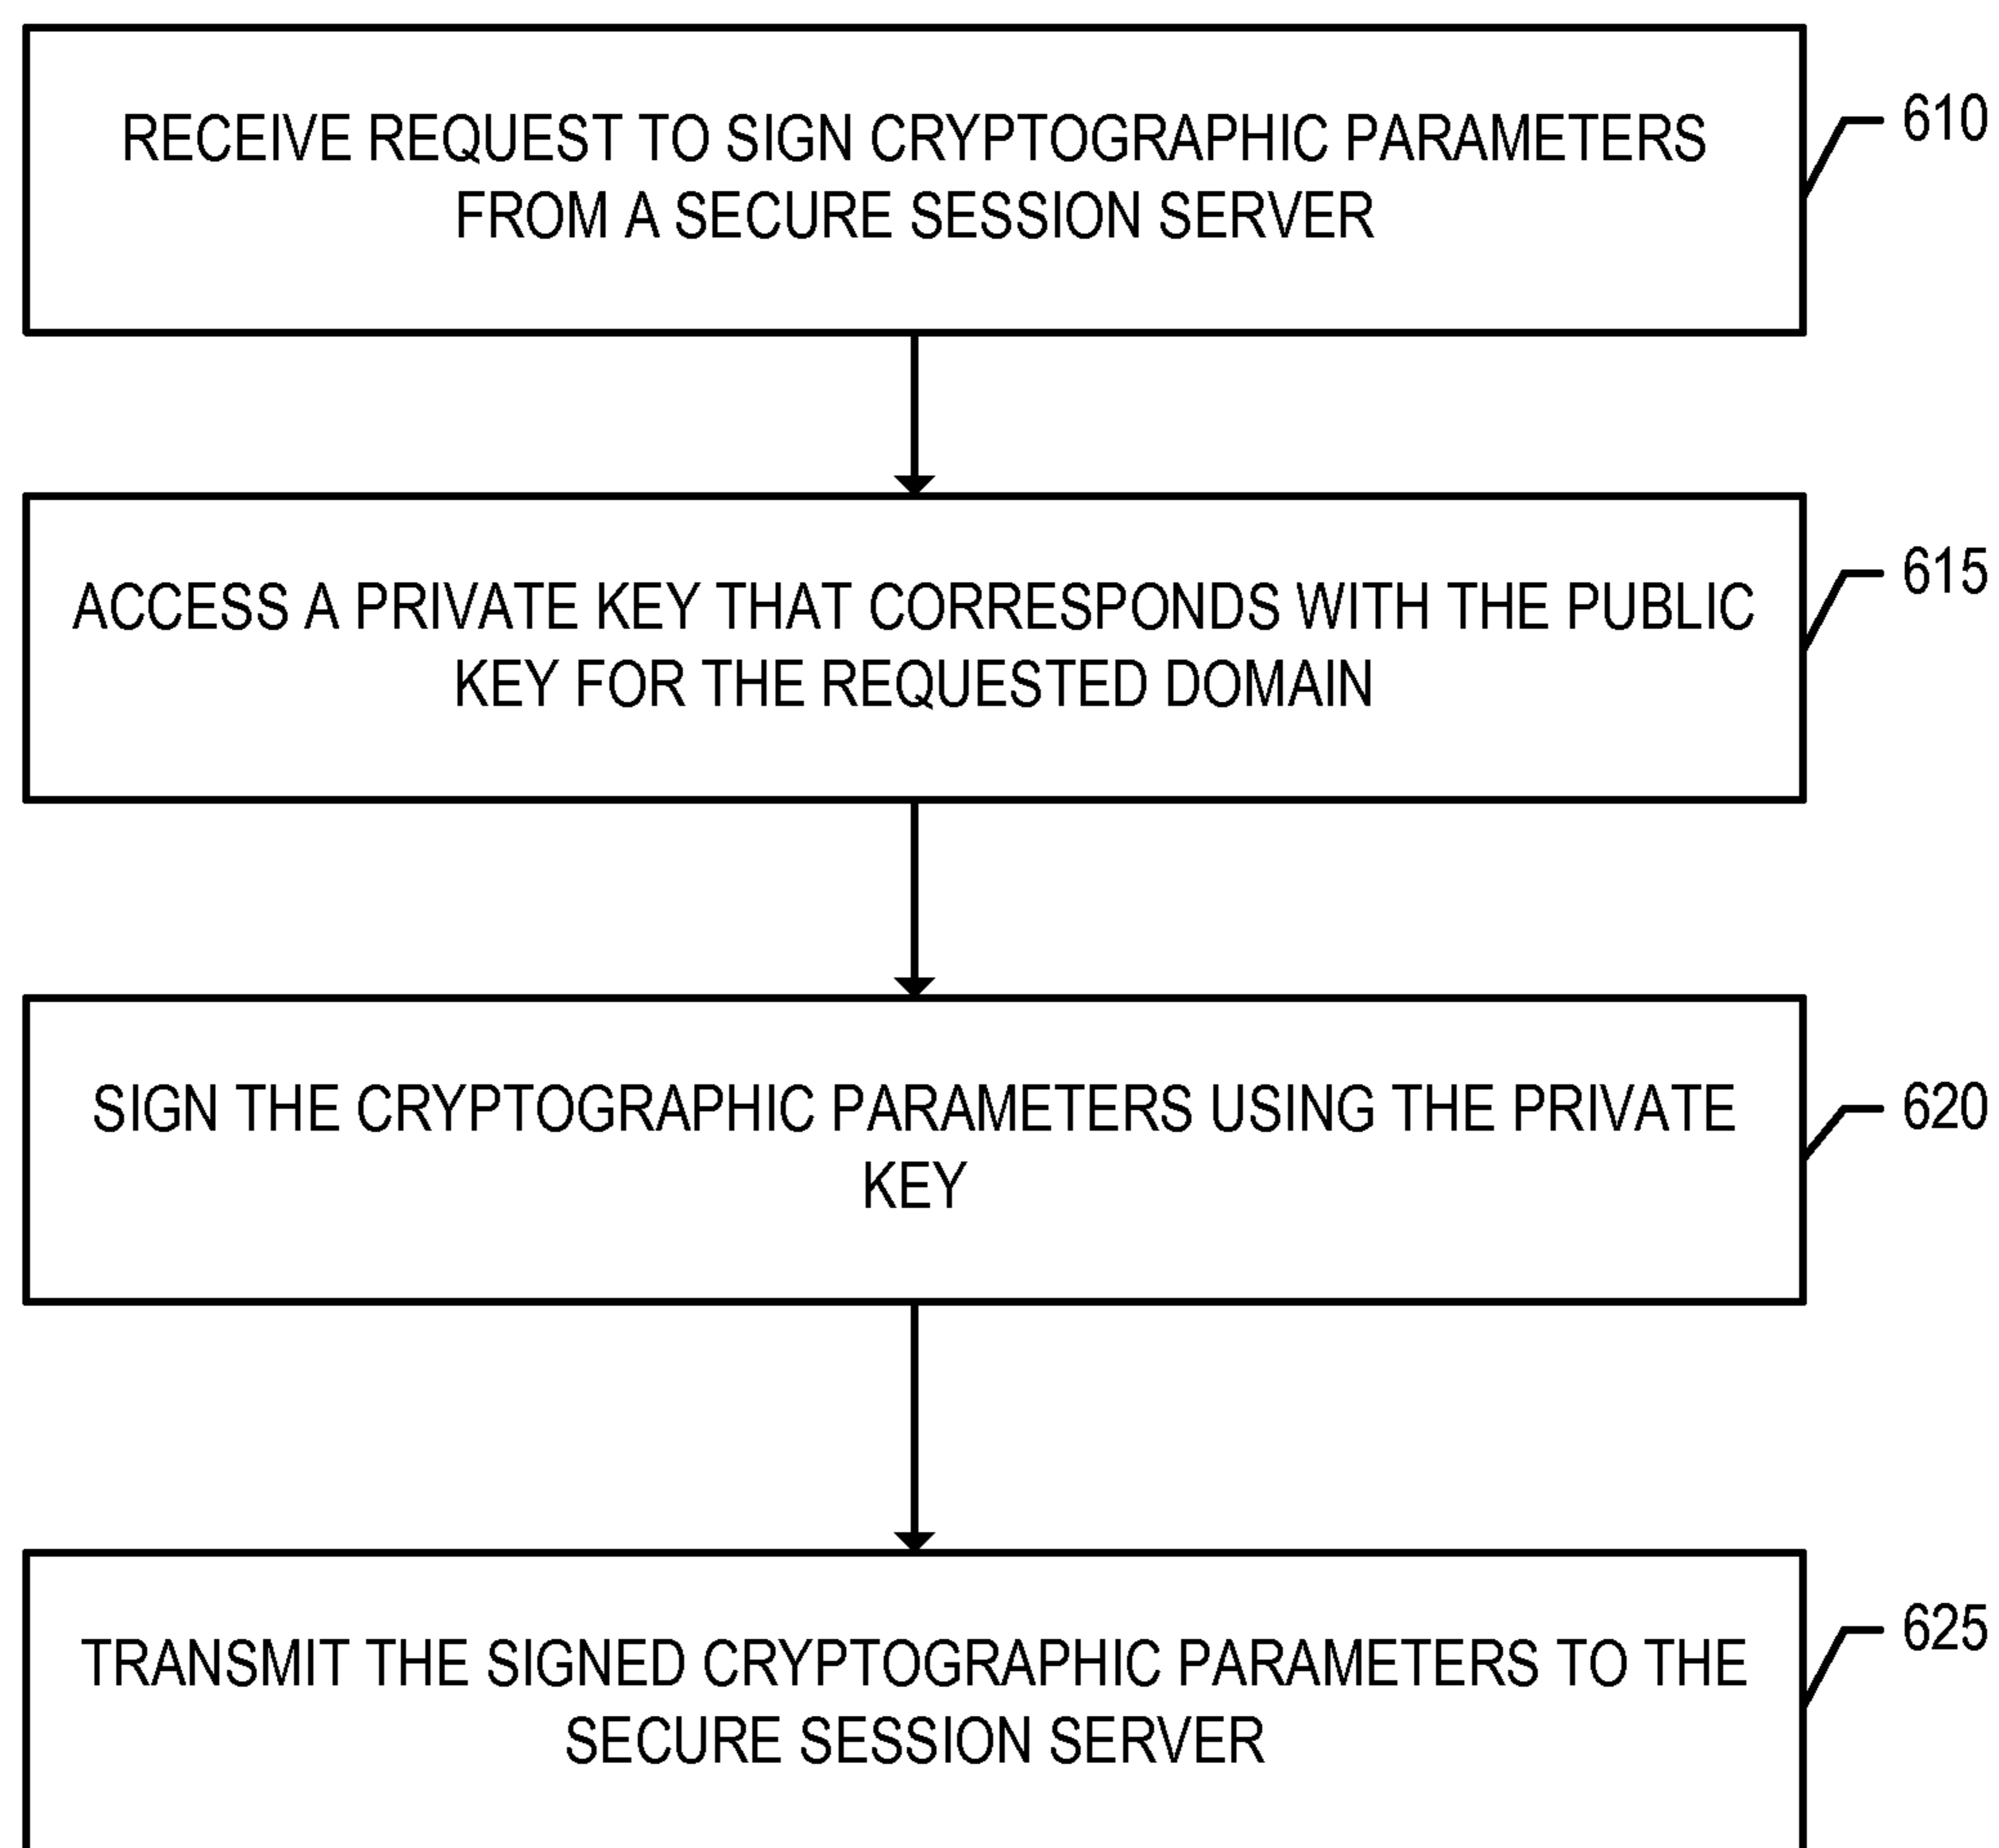 RECEIVE REQUEST TO SIGN CRYPTOGRAPHIC PARAMETERS
FROM A SECURE SESSION SERVER
610
ACCESS A PRIVATE KEY THAT CORRESPONDS WITH THE PUBLIC
KEY FOR THE REQUESTED DOMAIN
615
SIGN THE CRYPTOGRAPHIC PARAMETERS USING THE PRIVATE
KEY
620
TRANSMIT THE SIGNED CRYPTOGRAPHIC PARAMETERS TO THE
SECURE SESSION SERVER
625